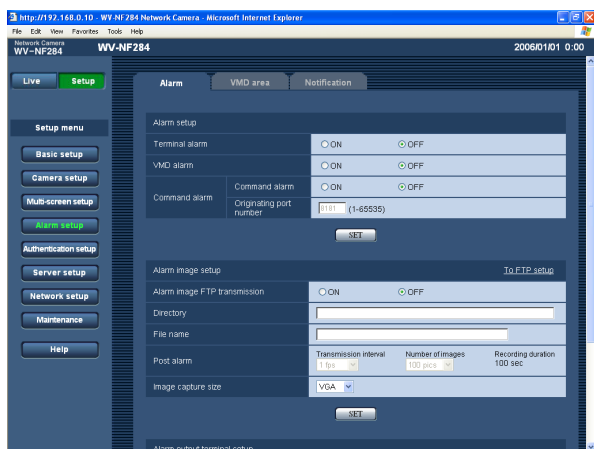 http://192.168.0.10 - WV-NF284 Network Camera - Microsoft Internet Explorer
File Edit View Favorites Tools Help
Network Camera
WV-NF284
WV-NF284
2006/01/01 0:00
Live Setup
Alarm VMD area Notification
Setup menu
Basic setup
Camera setup
Multi-screen setup
Alarm setup
Authentication setup
Server setup
Network setup
Maintenance
Help
Alarm setup
Terminal alarm ON OFF
VMD alarm ON OFF
Command alarm
Command alarm ON OFF
Originating port number 8181 (1-65535)
SET
Alarm image setup To FTP setup
Alarm image FTP transmission ON OFF
Directory
File name
Post alarm
Transmission interval Number of images Recording duration
1 fps 100 pics 100 sec
Image capture size VGA
SET
Alarm output terminal setup